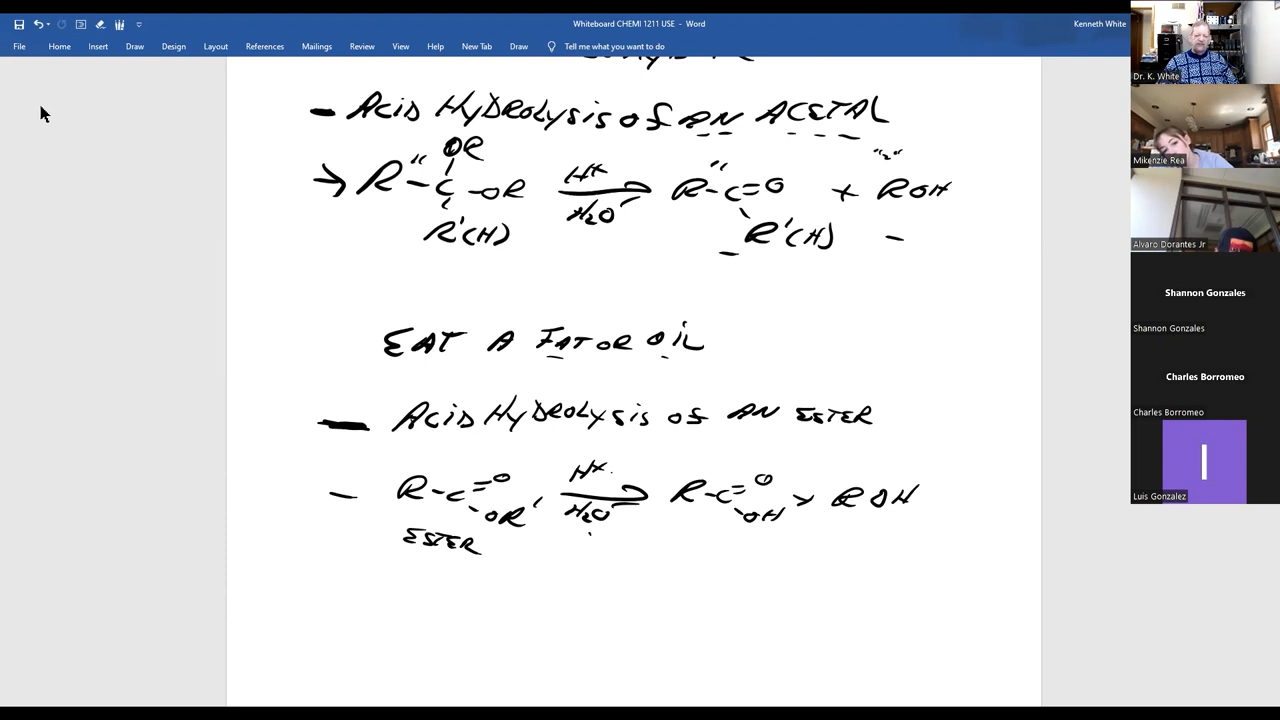 Whiteboard CHEMI 1211 USE - Word
Kenneth White
File Home Insert Draw Design Layout References Mailings Review View Help New Tab Draw Tell me what you want to do
- ACID HYDROLYSIS OF AN ACETAL
OR
→ R - C - OR H+ H2O R - C = O + ROH
"2"
R'(H) R'(H)
EAT A FAT OR OIL
- ACID HYDROLYSIS OF AN ESTER
- R - C = O OR' H+ H2O R - C = O OH + ROH
ESTER
Dr. K. White
Mikenzie Rea
Alvaro Dorantes Jr
Shannon Gonzales
Shannon Gonzales
Charles Borromeo
Charles Borromeo
I
Luis Gonzalez